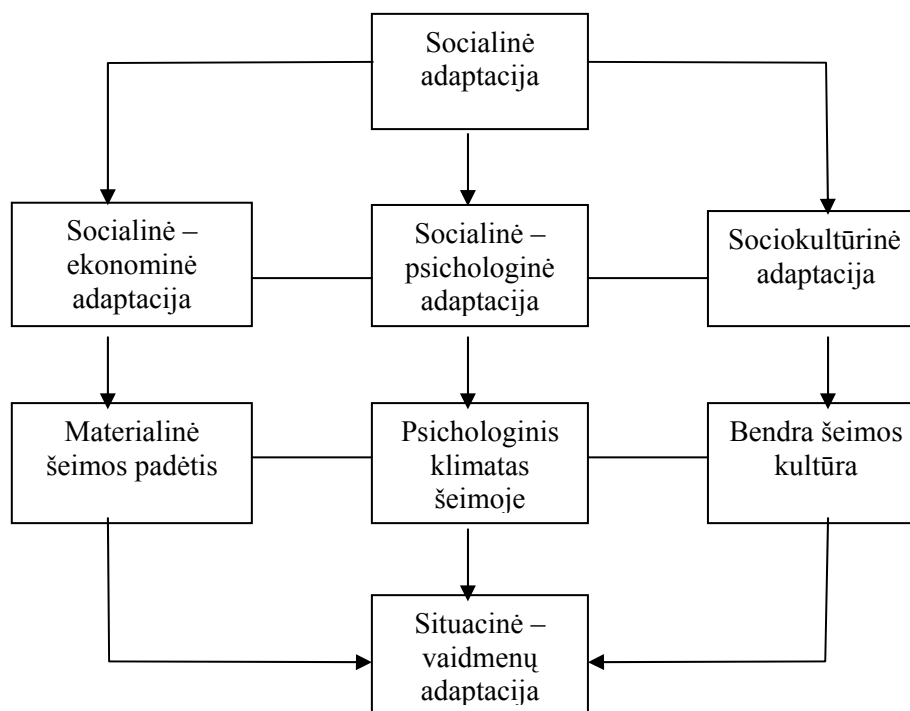 Socialinė
adaptacija
Socialinė –
ekonominė
adaptacija
Socialinė –
psichologinė
adaptacija
Sociokultūrinė
adaptacija
Materialinė
šeimos padėtis
Psichologinis
klimatas
šeimoje
Bendra šeimos
kultūra
Situacinė –
vaidmenų
adaptacija